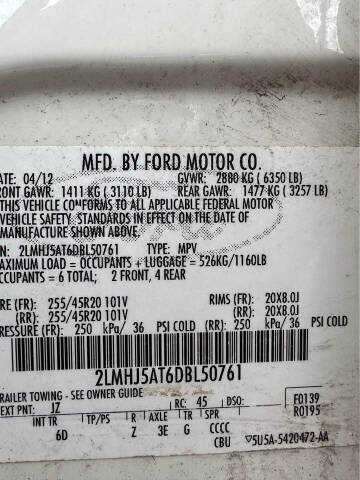 MFD. BY FORD MOTOR CO.
DATE: 04/12 GVWR: 2880 KG ( 6350 LB)
FRONT GAWR: 1411 KG ( 3110 LB) REAR GAWR: 1477 KG ( 3257 LB)
THIS VEHICLE CONFORMS TO ALL APPLICABLE FEDERAL MOTOR
VEHICLE SAFETY STANDARDS IN EFFECT ON THE DATE OF
MANUFACTURE SHOWN ABOVE.
N: 2LMHJ5AT6DBL50761 TYPE: MPV
MAXIMUM LOAD = OCCUPANTS + LUGGAGE = 526KG/1160LB
OCCUPANTS = 6 TOTAL; 2 FRONT, 4 REAR
RE (FR): 255/45R20 101V RIMS (FR): 20X8.0J
RE (RR): 255/45R20 101V (RR): 20X8.0J
PRESSURE (FR): 250 kPa/ 36 PSI COLD (RR): 250 kPa/ 36 PSI COLD
2LMHJ5AT6DBL50761
RAILER TOWING - SEE OWNER GUIDE
EXT PNT: JZ RC: 45 DSO: F0139
R0195
INT TR TP/PS R AXLE TR SPR
6D Z 3E G CCCC
CBU ▽5U5A-5420472-AA